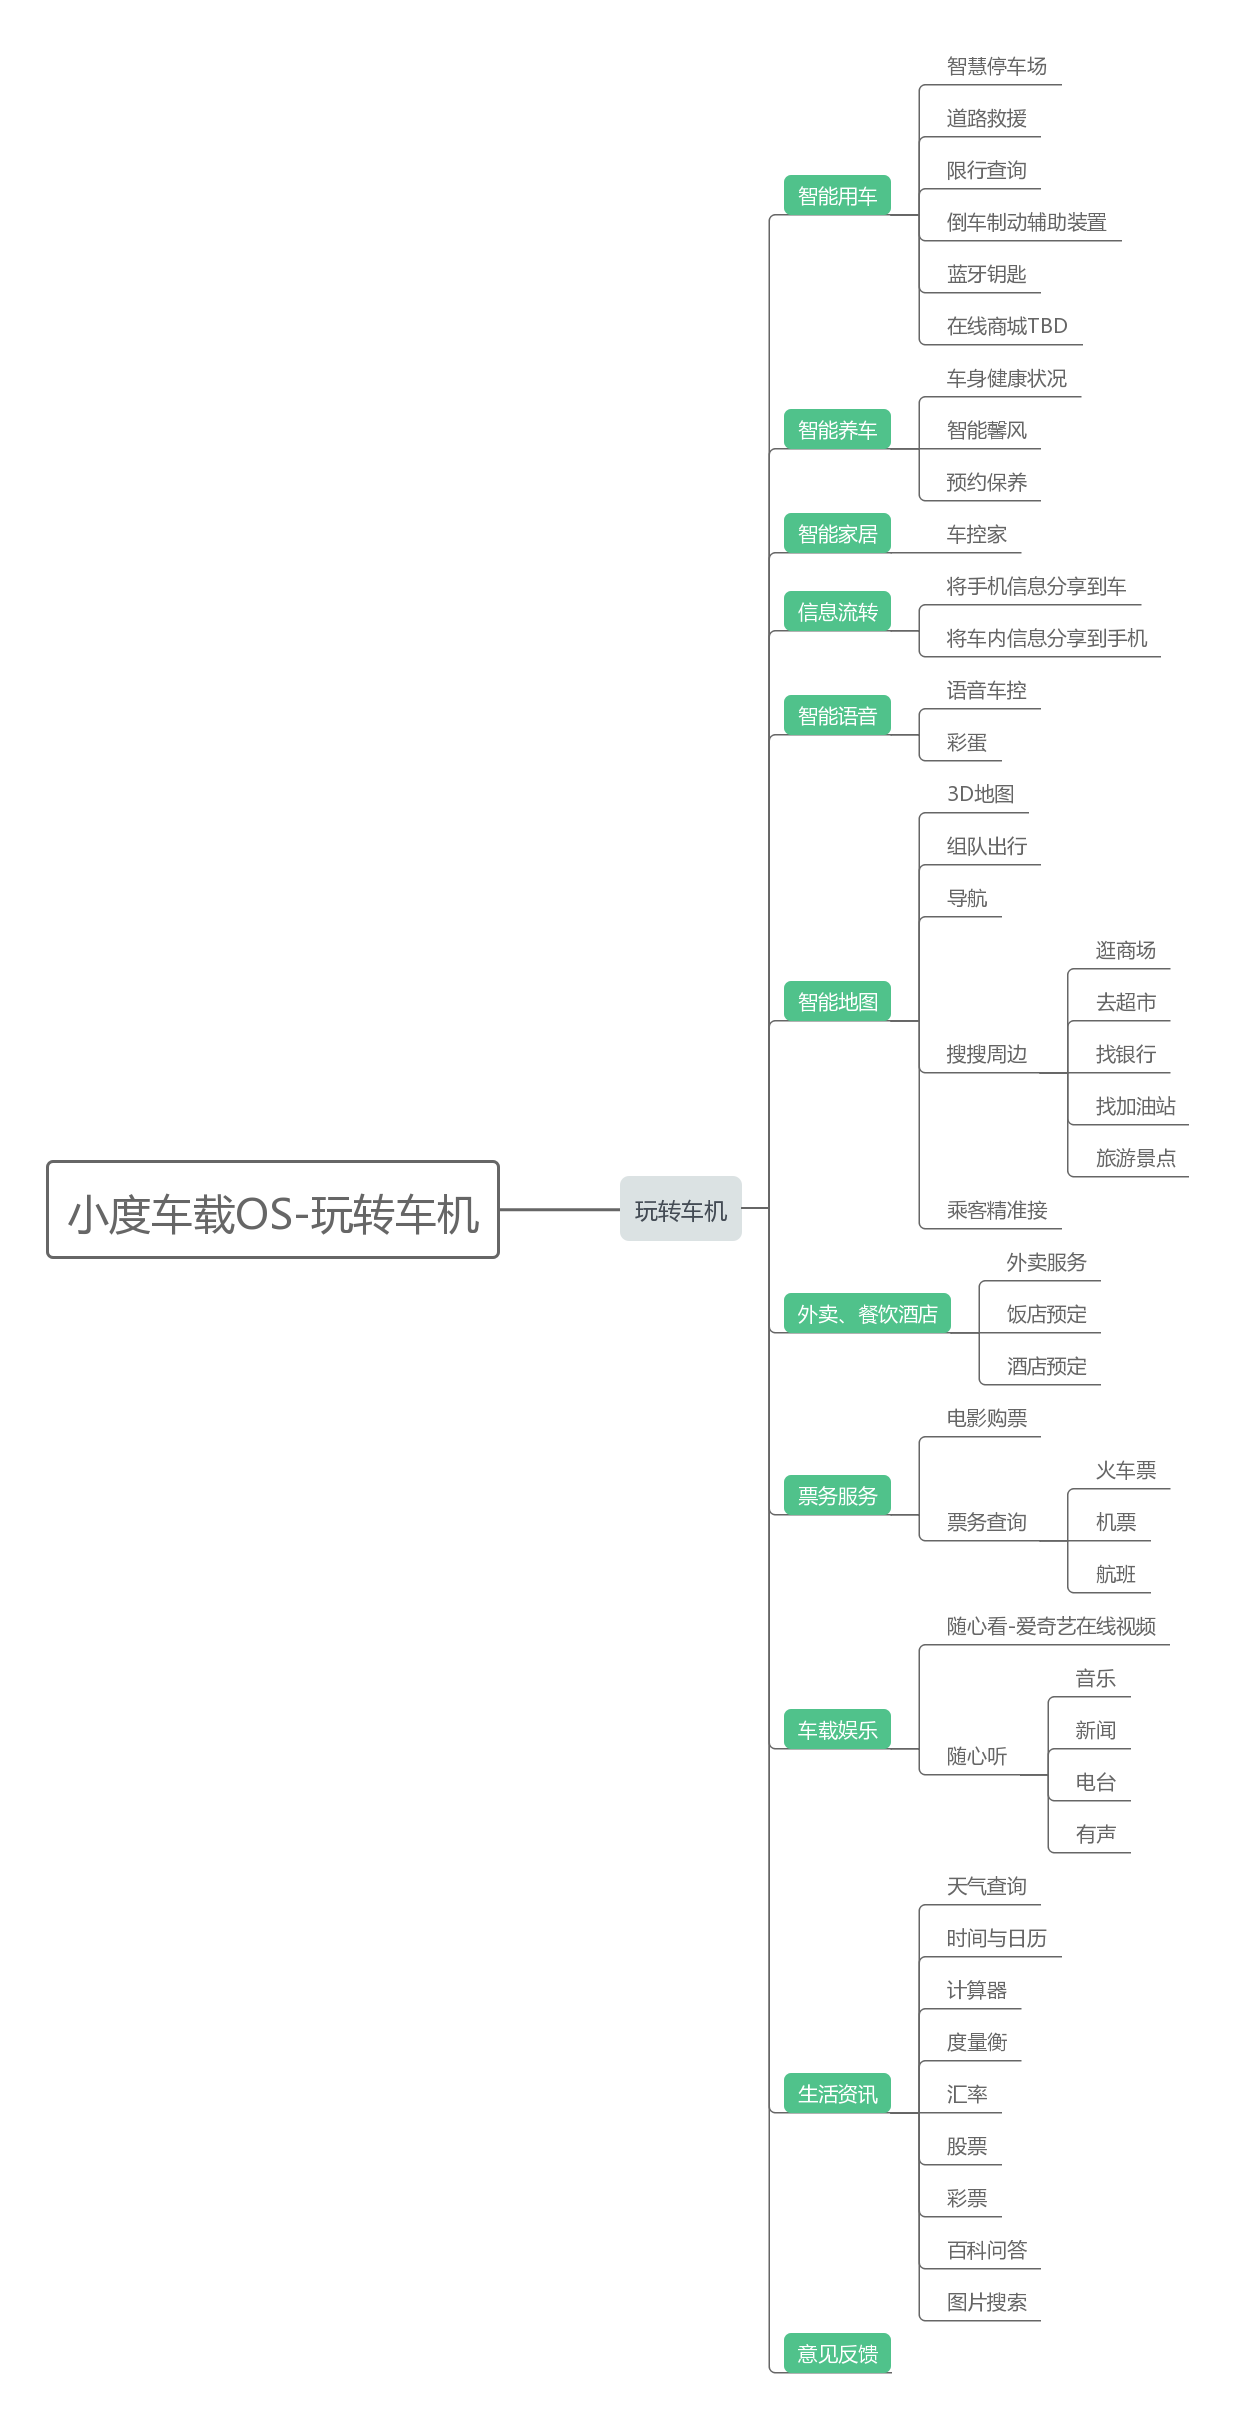 小度车载OS-玩转车机
玩转车机
智能用车
智慧停车场
道路救援
限行查询
倒车制动辅助装置
蓝牙钥匙
在线商城TBD
智能养车
车身健康状况
智能馨风
预约保养
智能家居
车控家
信息流转
将手机信息分享到车
将车内信息分享到手机
智能语音
语音车控
彩蛋
智能地图
3D地图
组队出行
导航
搜搜周边
逛商场
去超市
找银行
找加油站
旅游景点
乘客精准接
外卖、餐饮酒店
外卖服务
饭店预定
酒店预定
票务服务
电影购票
票务查询
火车票
机票
航班
车载娱乐
随心看-爱奇艺在线视频
随心听
音乐
新闻
电台
有声
生活资讯
天气查询
时间与日历
计算器
度量衡
汇率
股票
彩票
百科问答
图片搜索
意见反馈